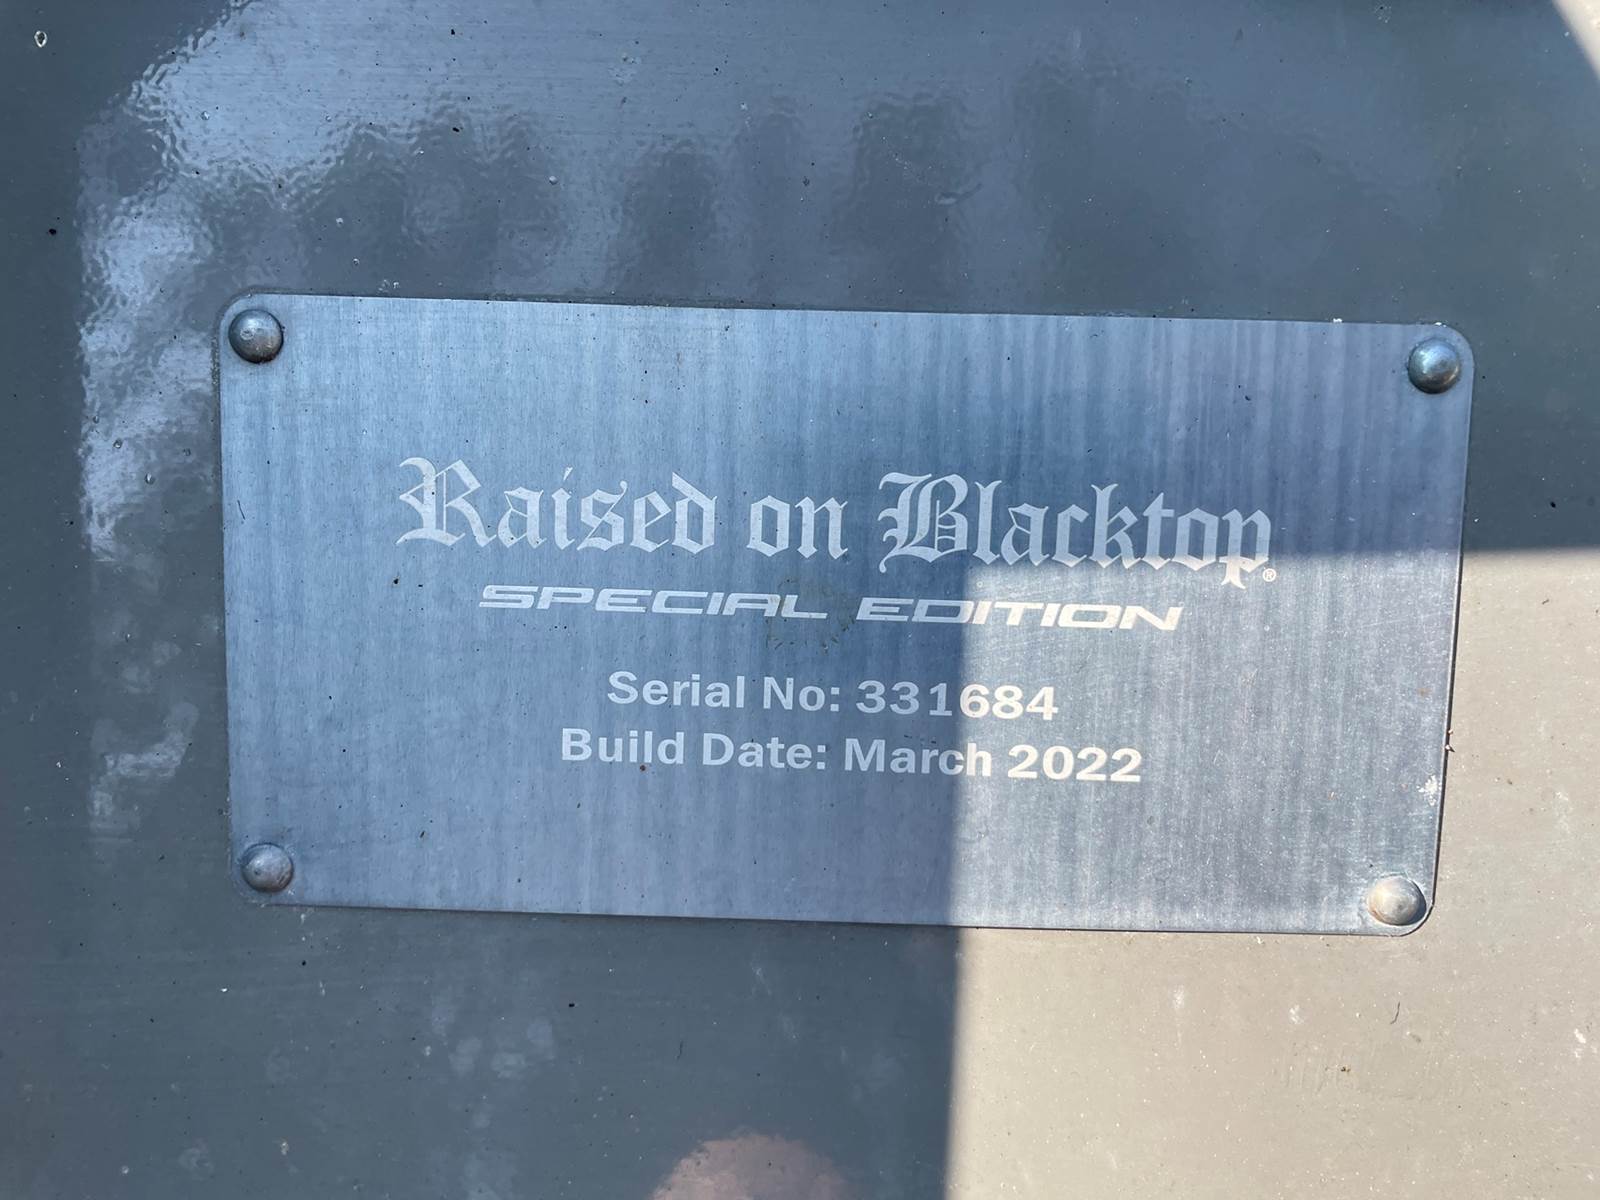 Raised on Blacktop®
SPECIAL EDITION
Serial No: 331684
Build Date: March 2022